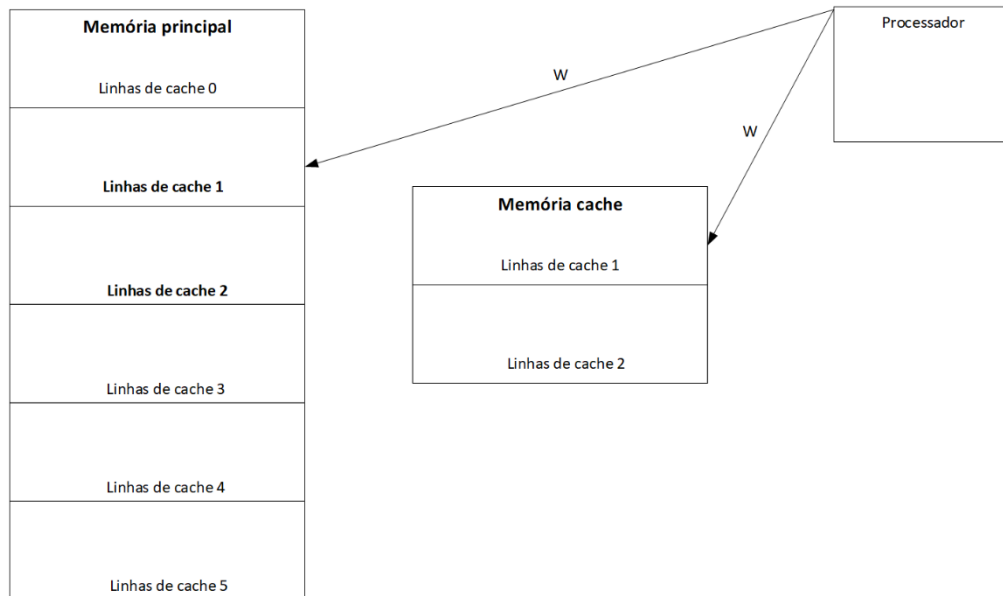 Memória principal
Linhas de cache 0
Linhas de cache 1
Linhas de cache 2
Linhas de cache 3
Linhas de cache 4
Linhas de cache 5
W
W
Memória cache
Linhas de cache 1
Linhas de cache 2
Processador